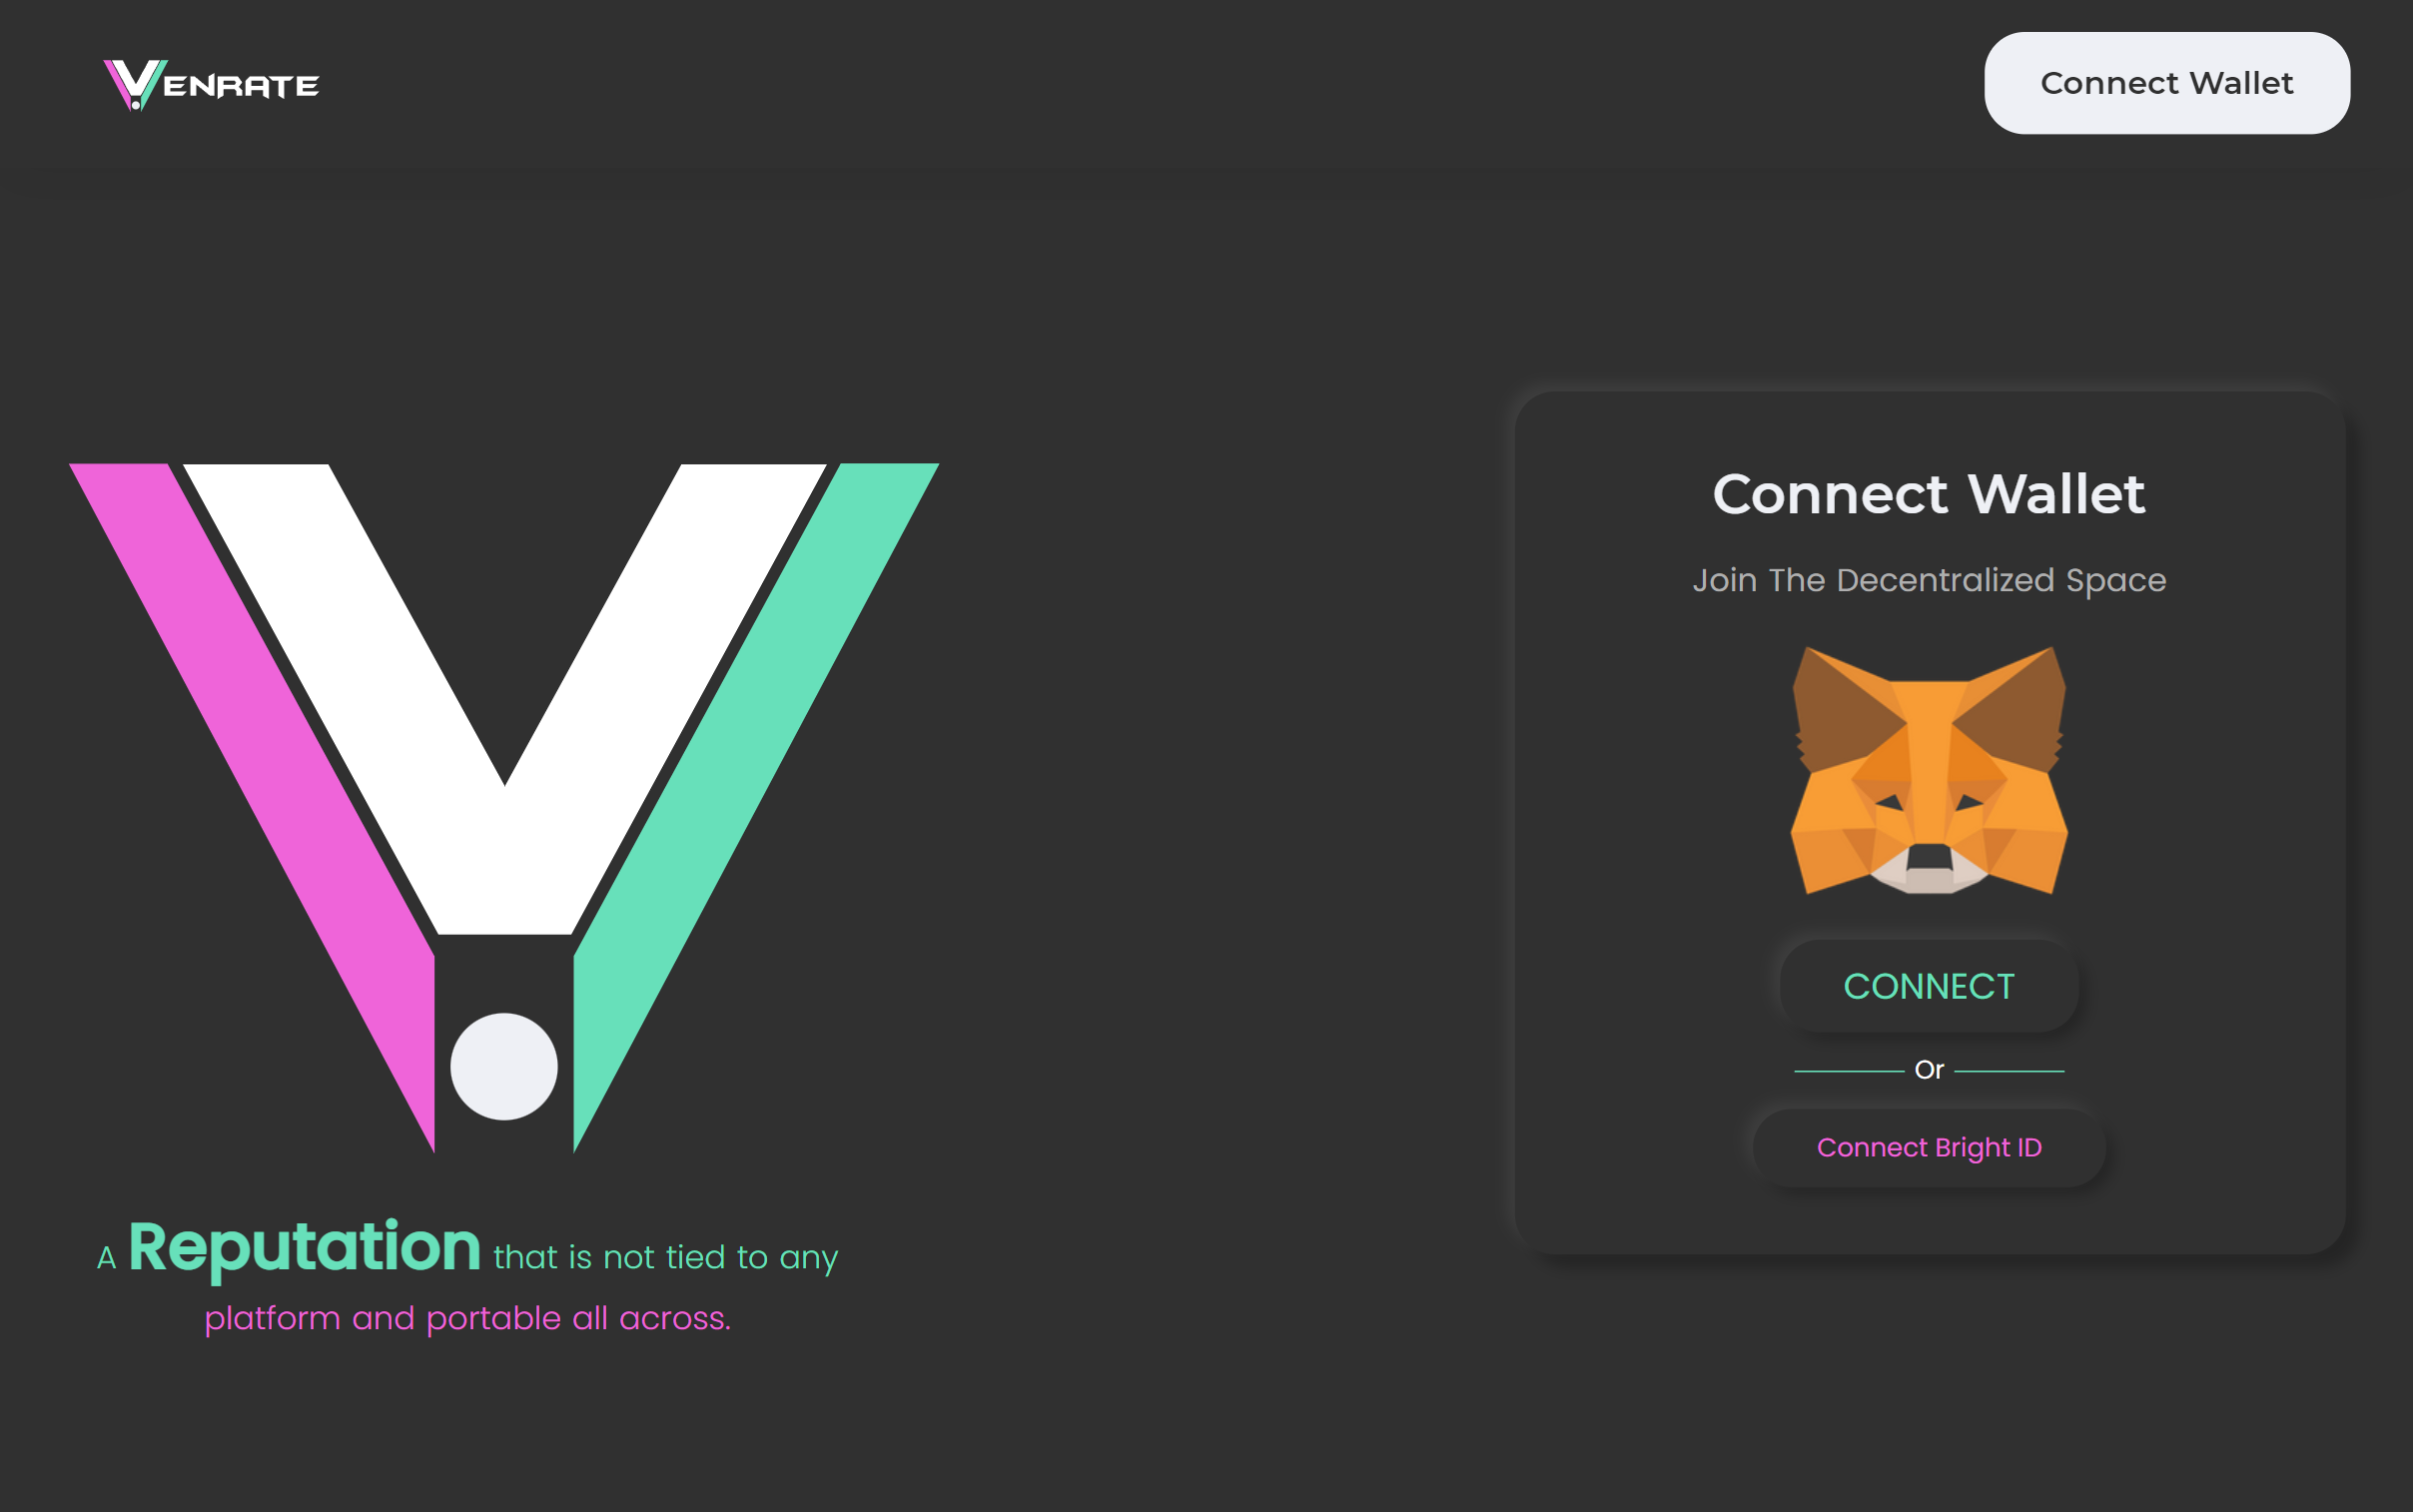 VENRATE
Connect Wallet
Connect Wallet
Join The Decentralized Space
CONNECT
Or
Connect Bright ID
A Reputation that is not tied to any
platform and portable all across.